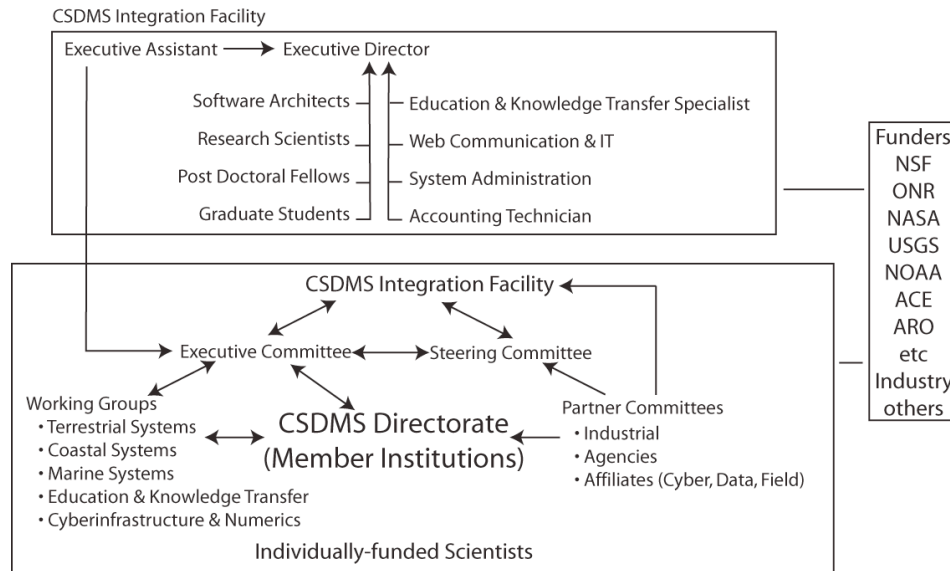 CSDMS Integration Facility
Executive Assistant
Executive Director
Software Architects
Research Scientists
Post Doctoral Fellows
Graduate Students
Education & Knowledge Transfer Specialist
Web Communication & IT
System Administration
Accounting Technician
Funders
NSF
ONR
NASA
USGS
NOAA
ACE
ARO
etc
Industry
others
CSDMS Integration Facility
Executive Committee
Steering Committee
Working Groups
• Terrestrial Systems
• Coastal Systems
• Marine Systems
• Education & Knowledge Transfer
• Cyberinfrastructure & Numerics
CSDMS Directorate
(Member Institutions)
Partner Committees
• Industrial
• Agencies
• Affiliates (Cyber, Data, Field)
Individually-funded Scientists